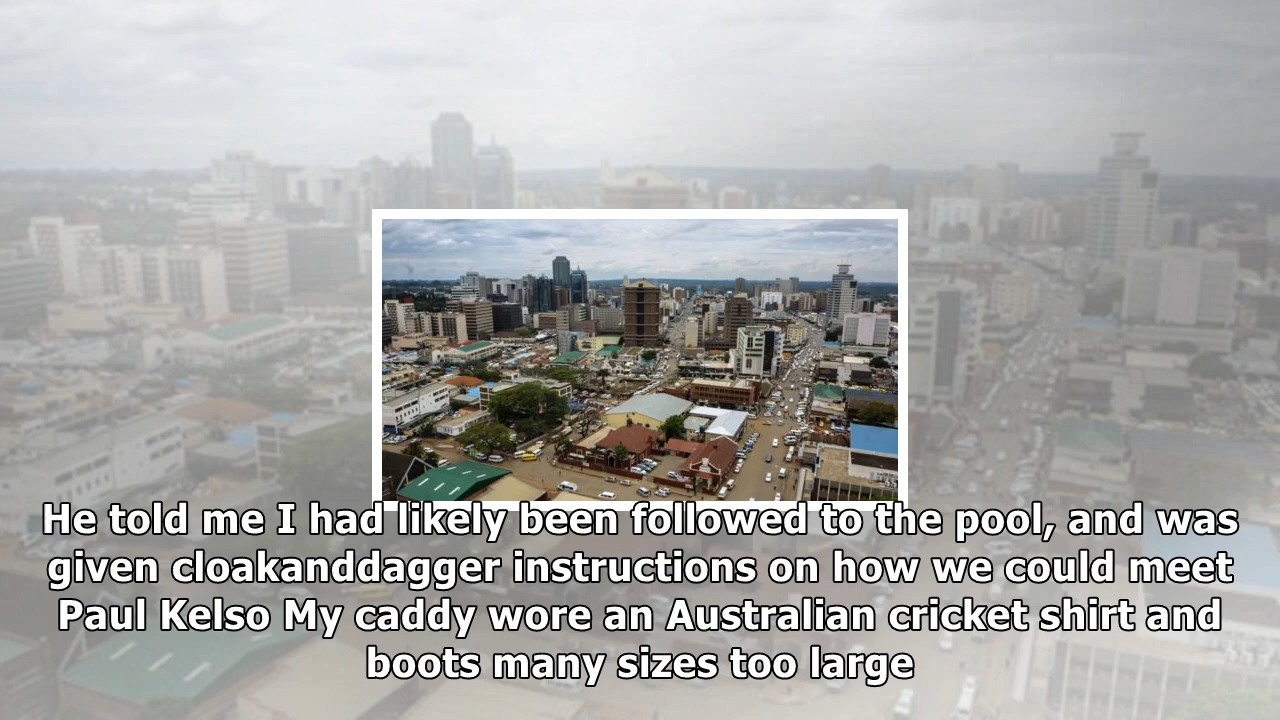 He told me I had likely been followed to the pool, and was
given cloakanddagger instructions on how we could meet
Paul Kelso My caddy wore an Australian cricket shirt and
boots many sizes too large